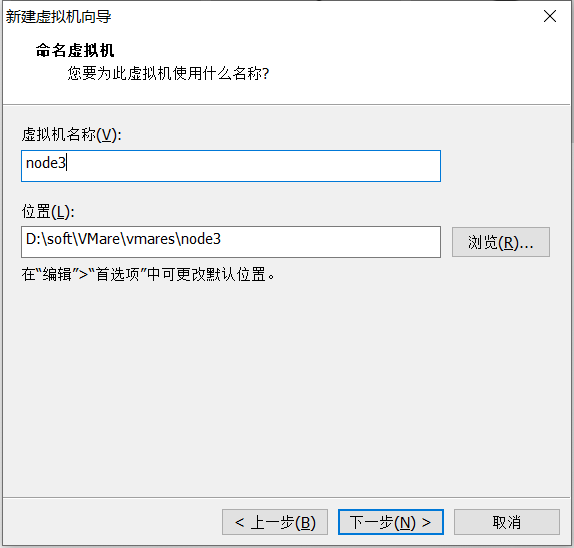 新建虚拟机向导
命名虚拟机
您要为此虚拟机使用什么名称?
虚拟机名称(V):
node3
位置(L):
D:\soft\VMare\vmares\node3
浏览(R)...
在“编辑”>“首选项”中可更改默认位置。
< 上一步(B)
下一步(N) >
取消